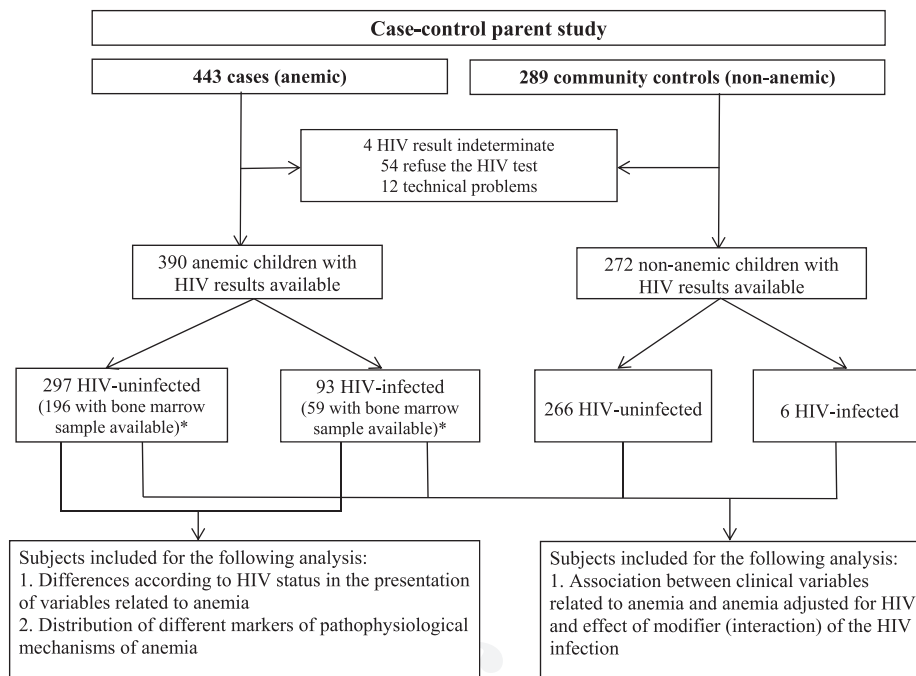 Case-control parent study
443 cases (anemic)
289 community controls (non-anemic)
4 HIV result indeterminate
54 refuse the HIV test
12 technical problems
390 anemic children with
HIV results available
272 non-anemic children with
HIV results available
297 HIV-uninfected
(196 with bone marrow
sample available)*
93 HIV-infected
(59 with bone marrow
sample available)*
266 HIV-uninfected
6 HIV-infected
Subjects included for the following analysis:
1. Differences according to HIV status in the presentation
of variables related to anemia
2. Distribution of different markers of pathophysiological
mechanisms of anemia
Subjects included for the following analysis:
1. Association between clinical variables
related to anemia and anemia adjusted for HIV
and effect of modifier (interaction) of the HIV
infection